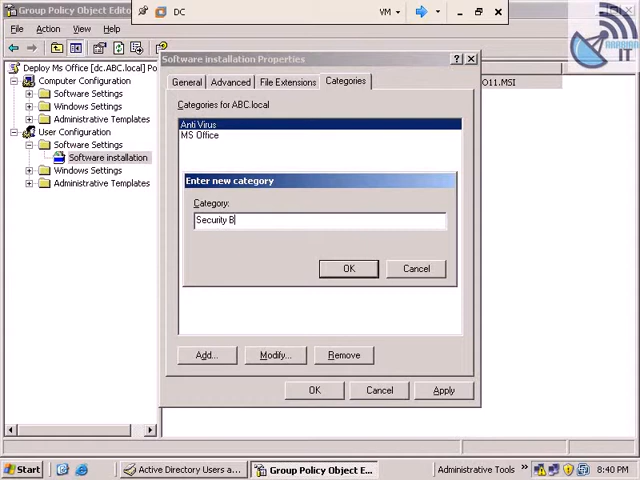 Group Policy Object Edito
DC
VM
File Action View Help
Deploy Ms Office [dc.ABC.local] Po
Computer Configuration
Software Settings
Windows Settings
Administrative Templates
User Configuration
Software Settings
Software installation
Windows Settings
Administrative Templates
O11.MSI
IT
Software installation Properties
General Advanced File Extensions Categories
Categories for ABC.local
Anti Virus
MS Office
Enter new category
Category:
Security B
OK Cancel
Add... Modify... Remove
OK Cancel Apply
Start Active Directory Users a... Group Policy Object E... Administrative Tools » 8:40 PM